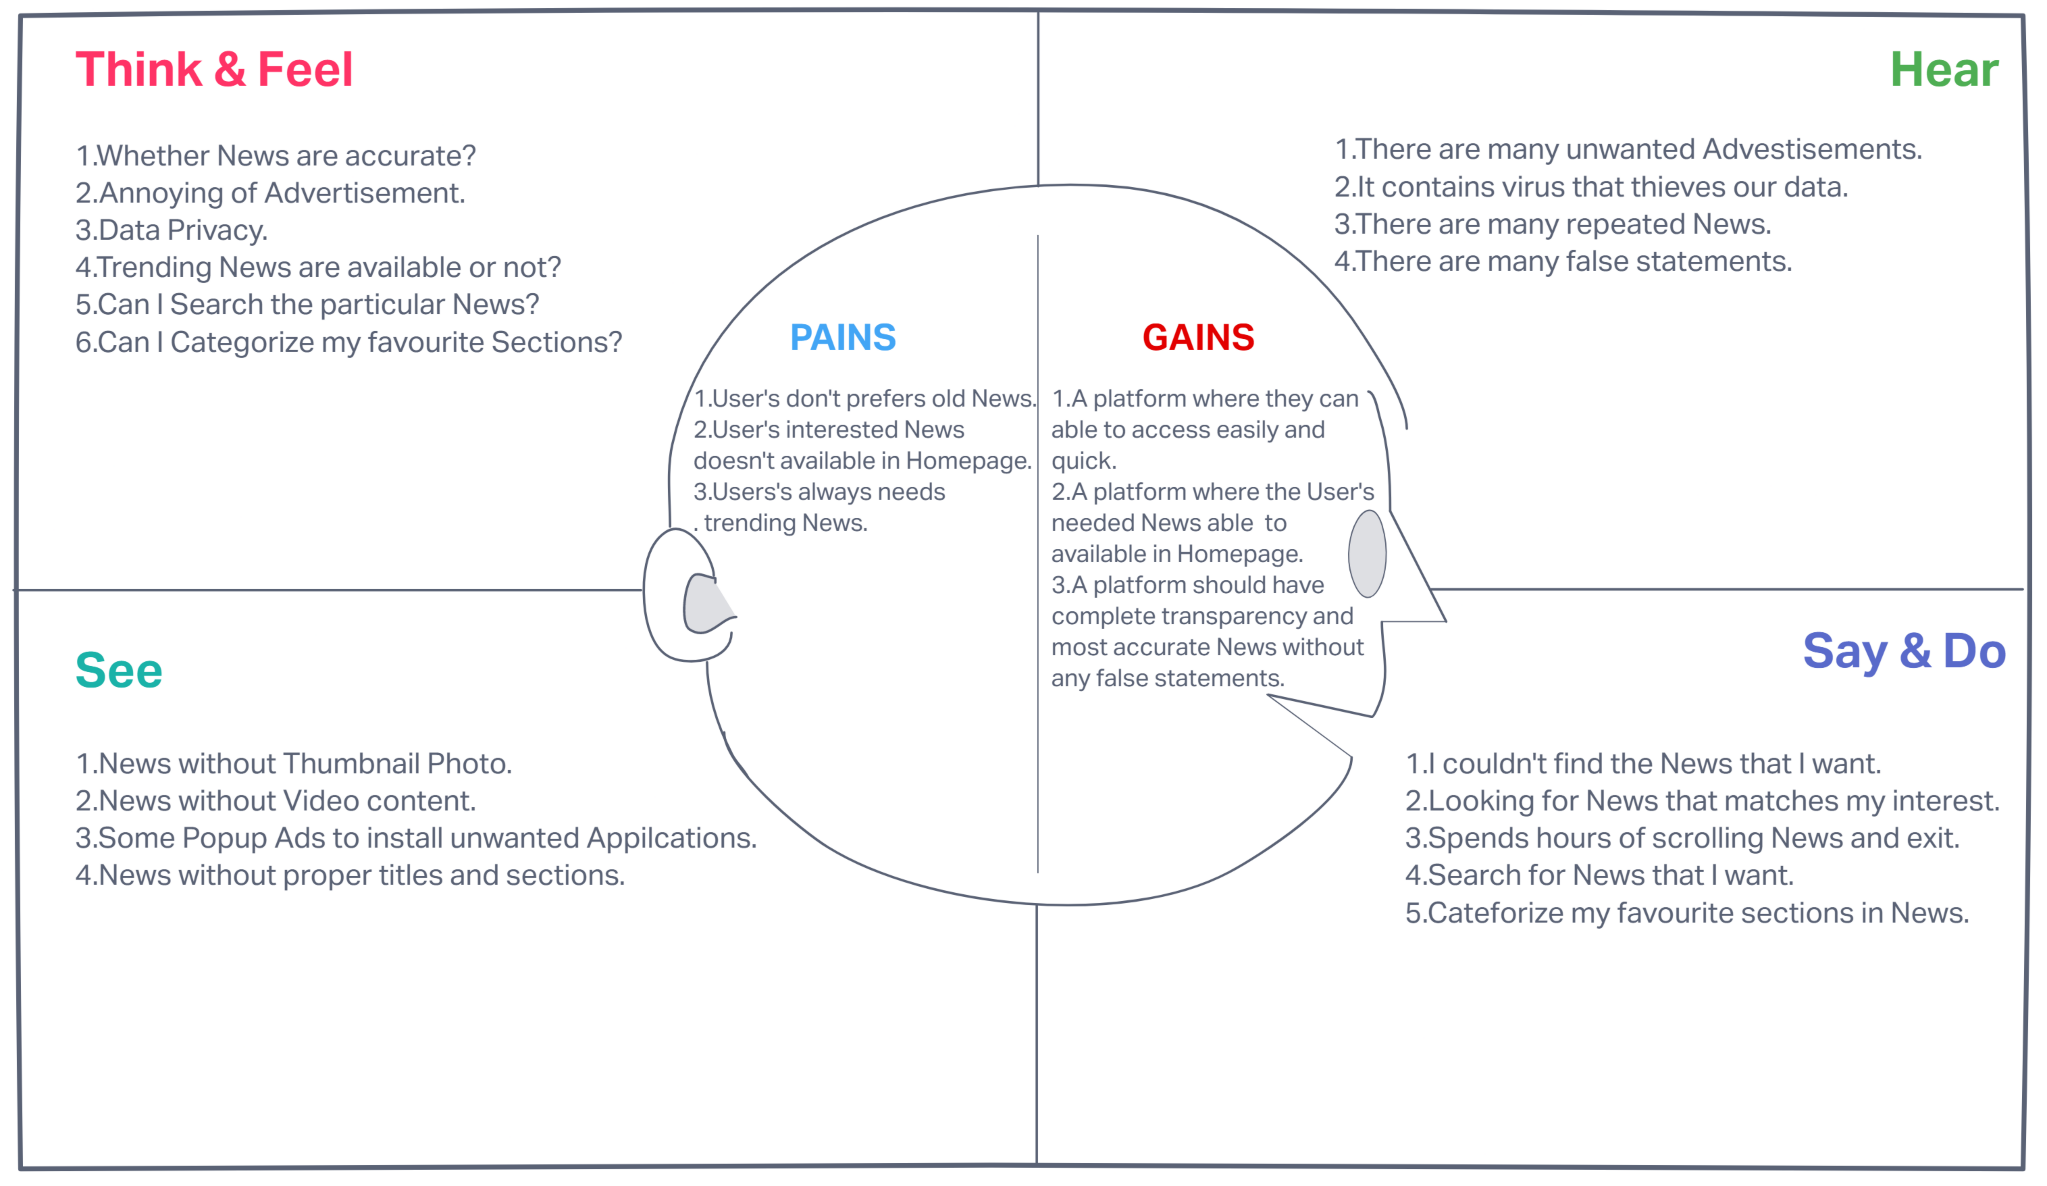 Think & Feel
1.Whether News are accurate?
2.Annoying of Advertisement.
3.Data Privacy.
4.Trending News are available or not?
5.Can I Search the particular News?
6.Can I Categorize my favourite Sections?
Hear
1.There are many unwanted Advestisements.
2.It contains virus that thieves our data.
3.There are many repeated News.
4.There are many false statements.
PAINS
1.User's don't prefers old News.
2.User's interested News
doesn't available in Homepage.
3.Users's always needs
. trending News.
GAINS
1.A platform where they can
able to access easily and
quick.
2.A platform where the User's
needed News able  to
available in Homepage.
3.A platform should have
complete transparency and
most accurate News without
any false statements.
See
1.News without Thumbnail Photo.
2.News without Video content.
3.Some Popup Ads to install unwanted Appilcations.
4.News without proper titles and sections.
Say & Do
1.I couldn't find the News that I want.
2.Looking for News that matches my interest.
3.Spends hours of scrolling News and exit.
4.Search for News that I want.
5.Cateforize my favourite sections in News.